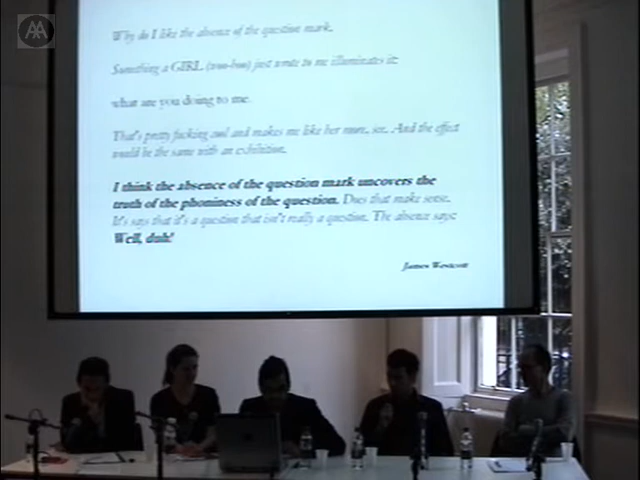 AA
Why do I like the absence of the question mark.
Something a GIRL (woo-hoo) just wrote to me illuminates it:
what are you doing to me.
That's pretty fucking cool and makes me like her more, see. And the effect
would be the same with an exhibition.
I think the absence of the question mark uncovers the
truth of the phoniness of the question. Does that make sense.
It's says that it's a question that isn't really a question. The absence says:
Well, duh!
James Westcott